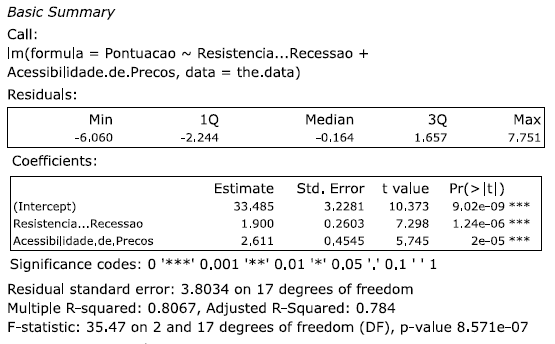 Basic Summary
Call:
lm(formula = Pontuacao ~ Resistencia...Recessao +
Acessibilidade.de.Precos, data = the.data)
Residuals:
Min 1Q Median 3Q Max
-6.060 -2.244 -0.164 1.657 7.751
Coefficients:
Estimate Std. Error t value Pr(>|t|)
(Intercept) 33.485 3.2281 10.373 9.02e-09 ***
Resistencia...Recessao 1.900 0.2603 7.298 1.24e-06 ***
Acessibilidade.de.Precos 2,611 0,4545 5,745 2e-05 ***
Significance codes: 0 '***' 0.001 '**' 0.01 '*' 0.05 '.' 0.1 ' ' 1
Residual standard error: 3.8034 on 17 degrees of freedom
Multiple R-squared: 0.8067, Adjusted R-Squared: 0.784
F-statistic: 35.47 on 2 and 17 degrees of freedom (DF), p-value 8.571e-07